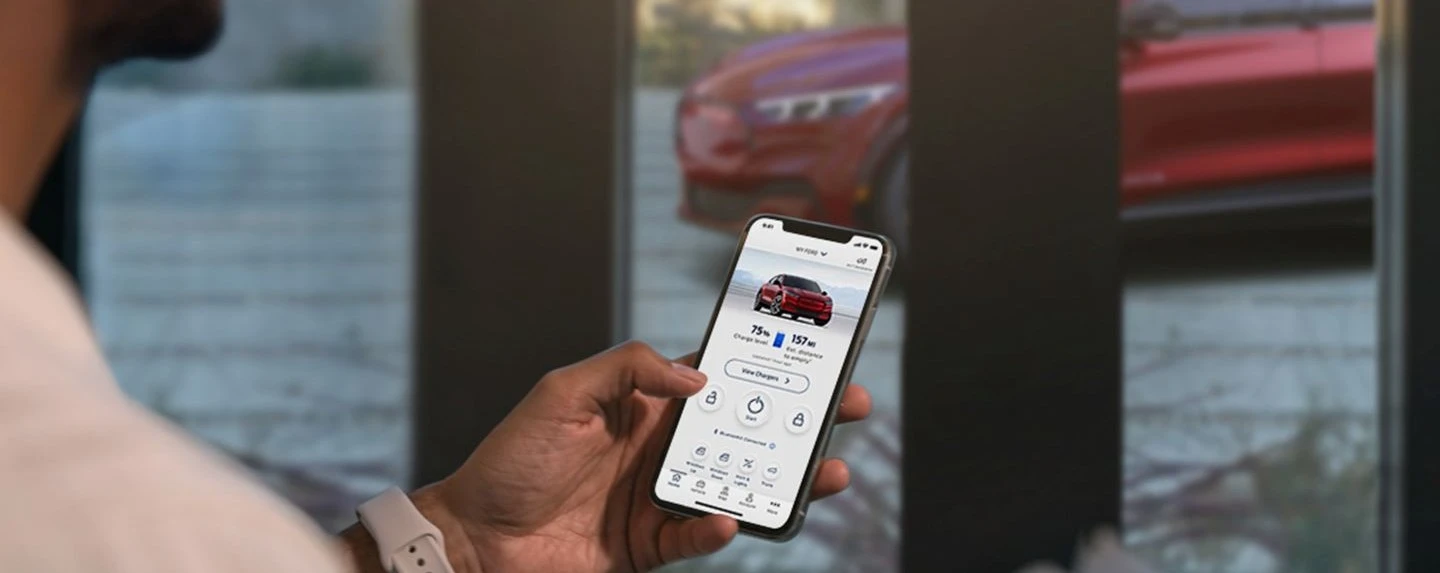 9:41
MY FORD
75%
157 MI
Charge level
Est. distance
to empty*
View Chargers
Start
Bluetooth® Connected
Home
Vehicle
Map
Account
More